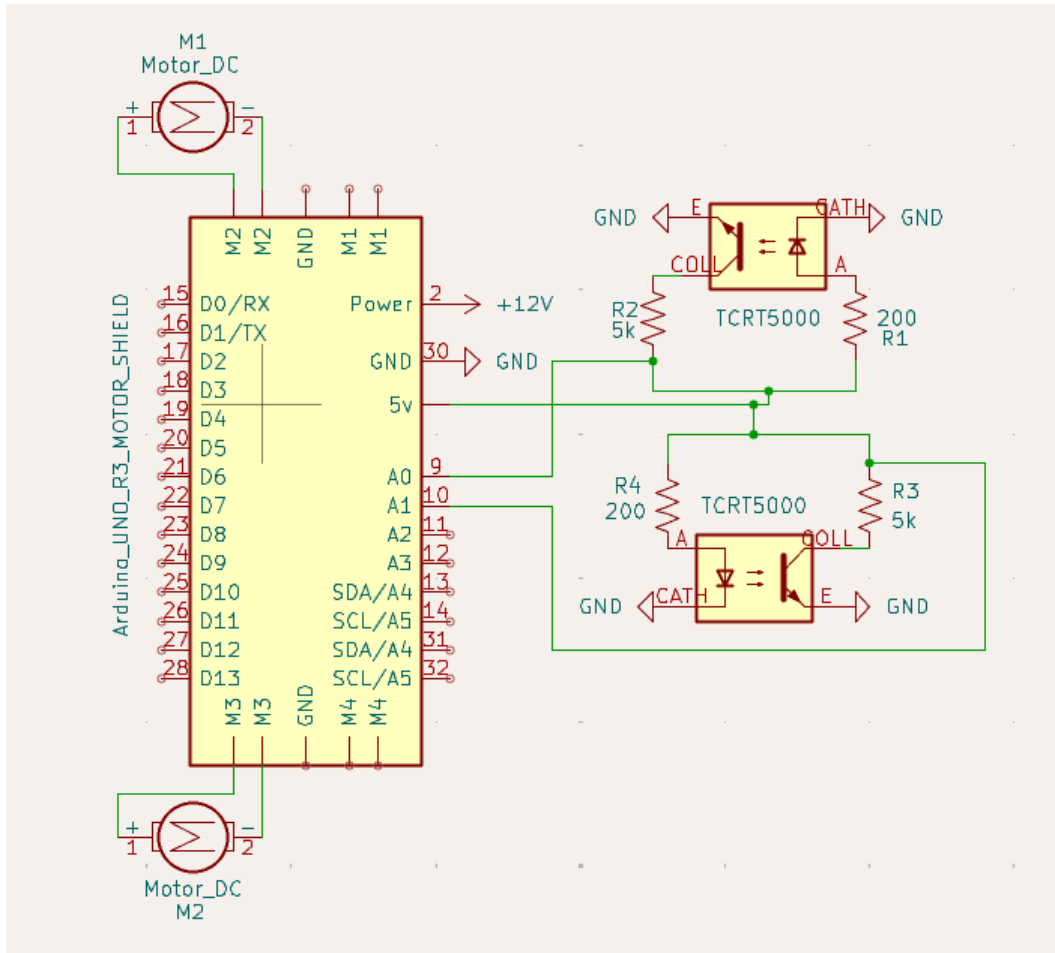 M1
Motor_DC
+ -
1 2
M2 M2 GND M1 M1
Arduina_UNO_R3_MOTOR_SHIELD
15 D0/RX
16 D1/TX
17 D2
18 D3
19 D4
20 D5
21 D6
22 D7
23 D8
24 D9
25 D10
26 D11
27 D12
28 D13
Power 2 +12V
GND 30 GND
5v
A0 9
A1 10
A2 11
A3 12
SDA/A4 13
SCL/A5 14
SDA/A4 31
SCL/A5 32
M3 M3 GND M4 M4
+ -
1 2
Motor_DC
M2
GND E CATH GND
COLL A
R2
5k
TCRT5000
200
R1
R4
200
TCRT5000
R3
5k
A COLL
GND CATH E GND